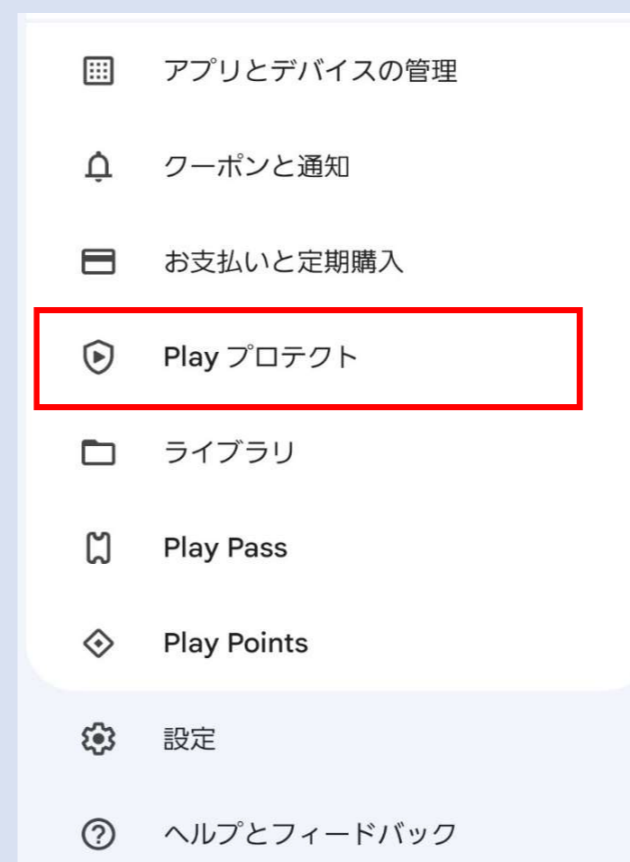 アプリとデバイスの管理
クーポンと通知
お支払いと定期購入
Play プロテクト
ライブラリ
Play Pass
Play Points
設定
ヘルプとフィードバック